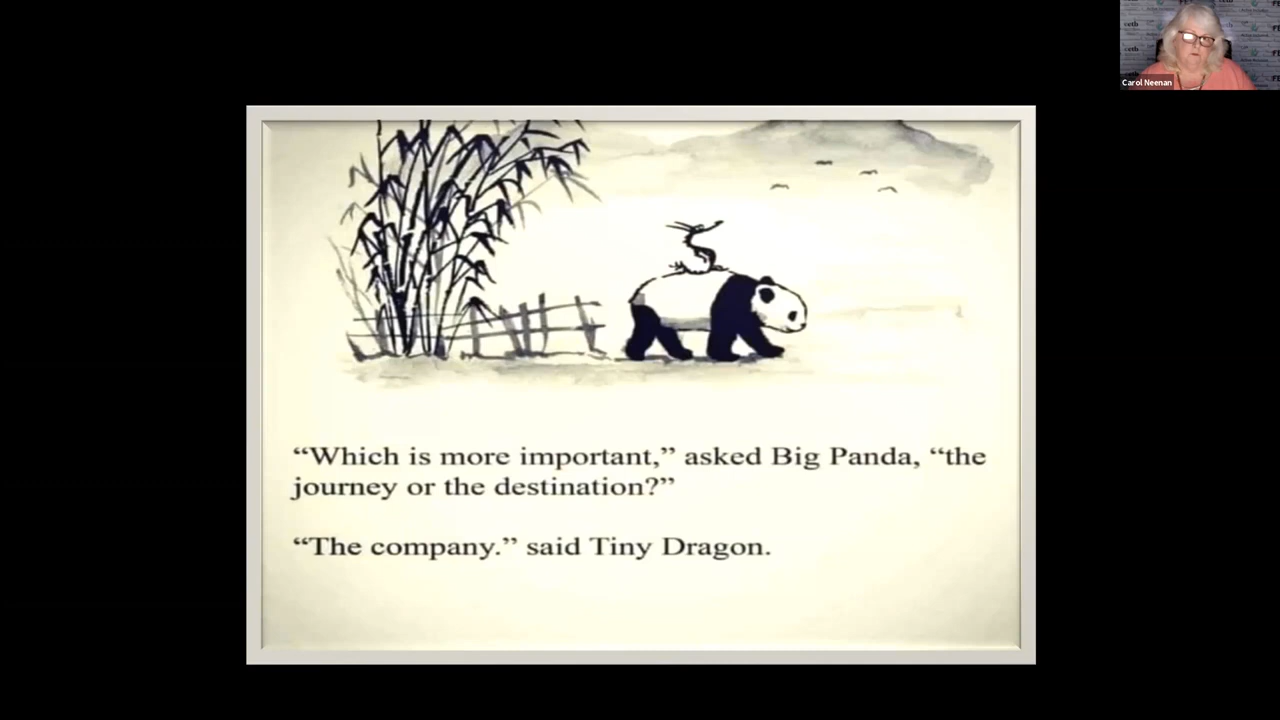 Carol Neenan
“Which is more important,” asked Big Panda, “the
journey or the destination?”
“The company.” said Tiny Dragon.